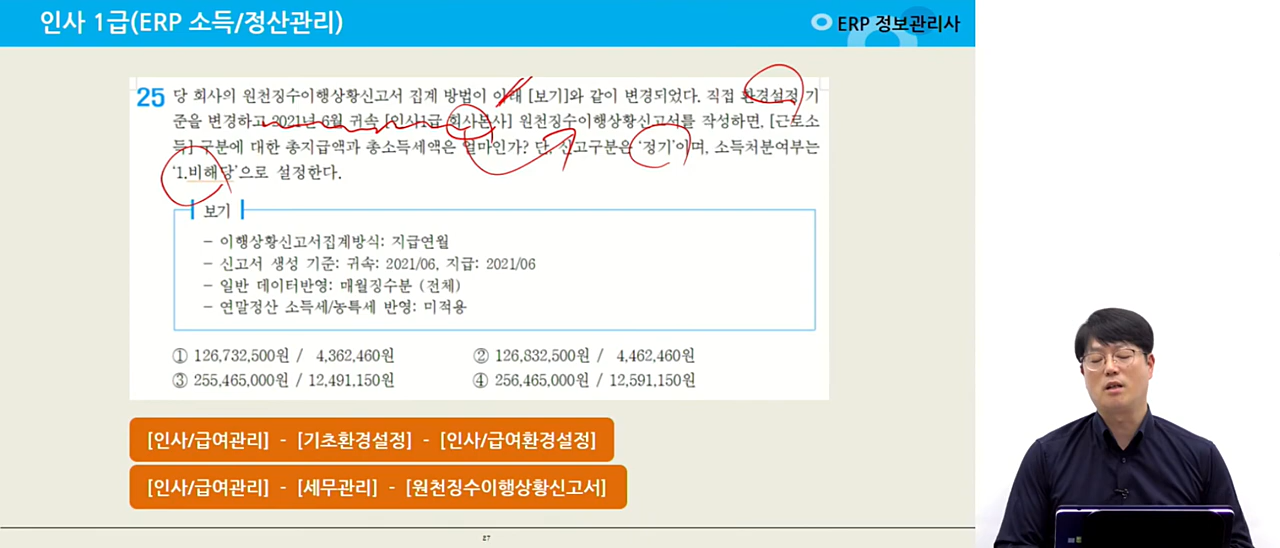 인사 1급(ERP 소득/정산관리)
ERP 정보관리사
25 당 회사의 원천징수이행상황신고서 집계 방법이 아래 [보기]와 같이 변경되었다. 직접 환경설정 기
준을 변경하고 2021년 6월 귀속 [인사1급 회사본사] 원천징수이행상황신고서를 작성하면, [근로소
득] 구분에 대한 총지급액과 총소득세액은 얼마인가? 단, 신고구분은 '정기'이며, 소득처분여부는
'1.비해당'으로 설정한다.
보기
- 이행상황신고서집계방식: 지급연월
- 신고서 생성 기준: 귀속: 2021/06, 지급: 2021/06
- 일반 데이터반영: 매월징수분 (전체)
- 연말정산 소득세/농특세 반영: 미적용
① 126,732,500원 / 4,362,460원 ② 126,832,500원 / 4,462,460원
③ 255,465,000원 / 12,491,150원 ④ 256,465,000원 / 12,591,150원
[인사/급여관리] - [기초환경설정] - [인사/급여환경설정]
[인사/급여관리] - [세무관리] - [원천징수이행상황신고서]
27